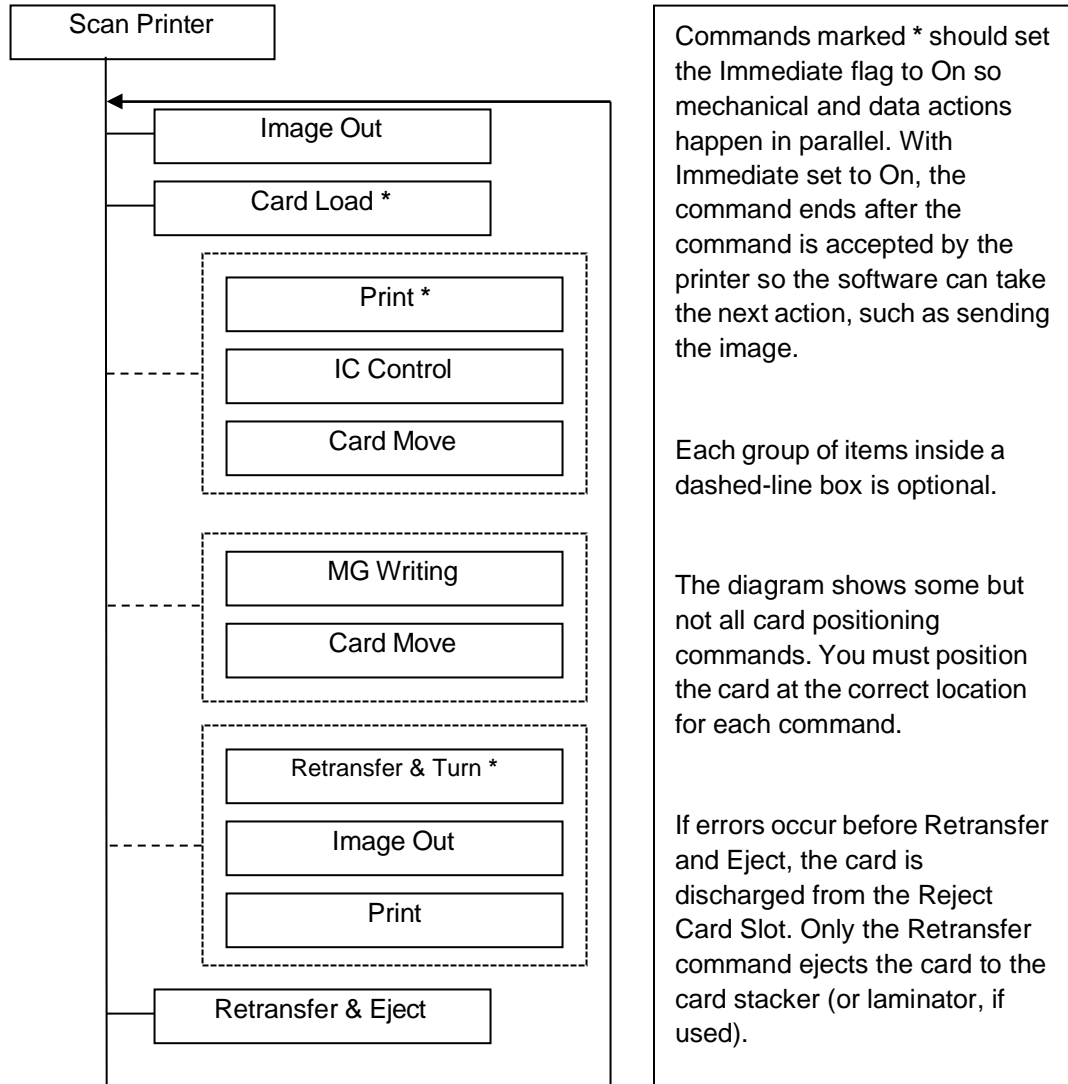 Scan Printer
Image Out
Card Load *
Print *
IC Control
Card Move
MG Writing
Card Move
Retransfer & Turn *
Image Out
Print
Retransfer & Eject
Commands marked * should set
the Immediate flag to On so
mechanical and data actions
happen in parallel. With
Immediate set to On, the
command ends after the
command is accepted by the
printer so the software can take
the next action, such as sending
the image.
Each group of items inside a
dashed-line box is optional.
The diagram shows some but
not all card positioning
commands. You must position
the card at the correct location
for each command.
If errors occur before Retransfer
and Eject, the card is
discharged from the Reject
Card Slot. Only the Retransfer
command ejects the card to the
card stacker (or laminator, if
used).